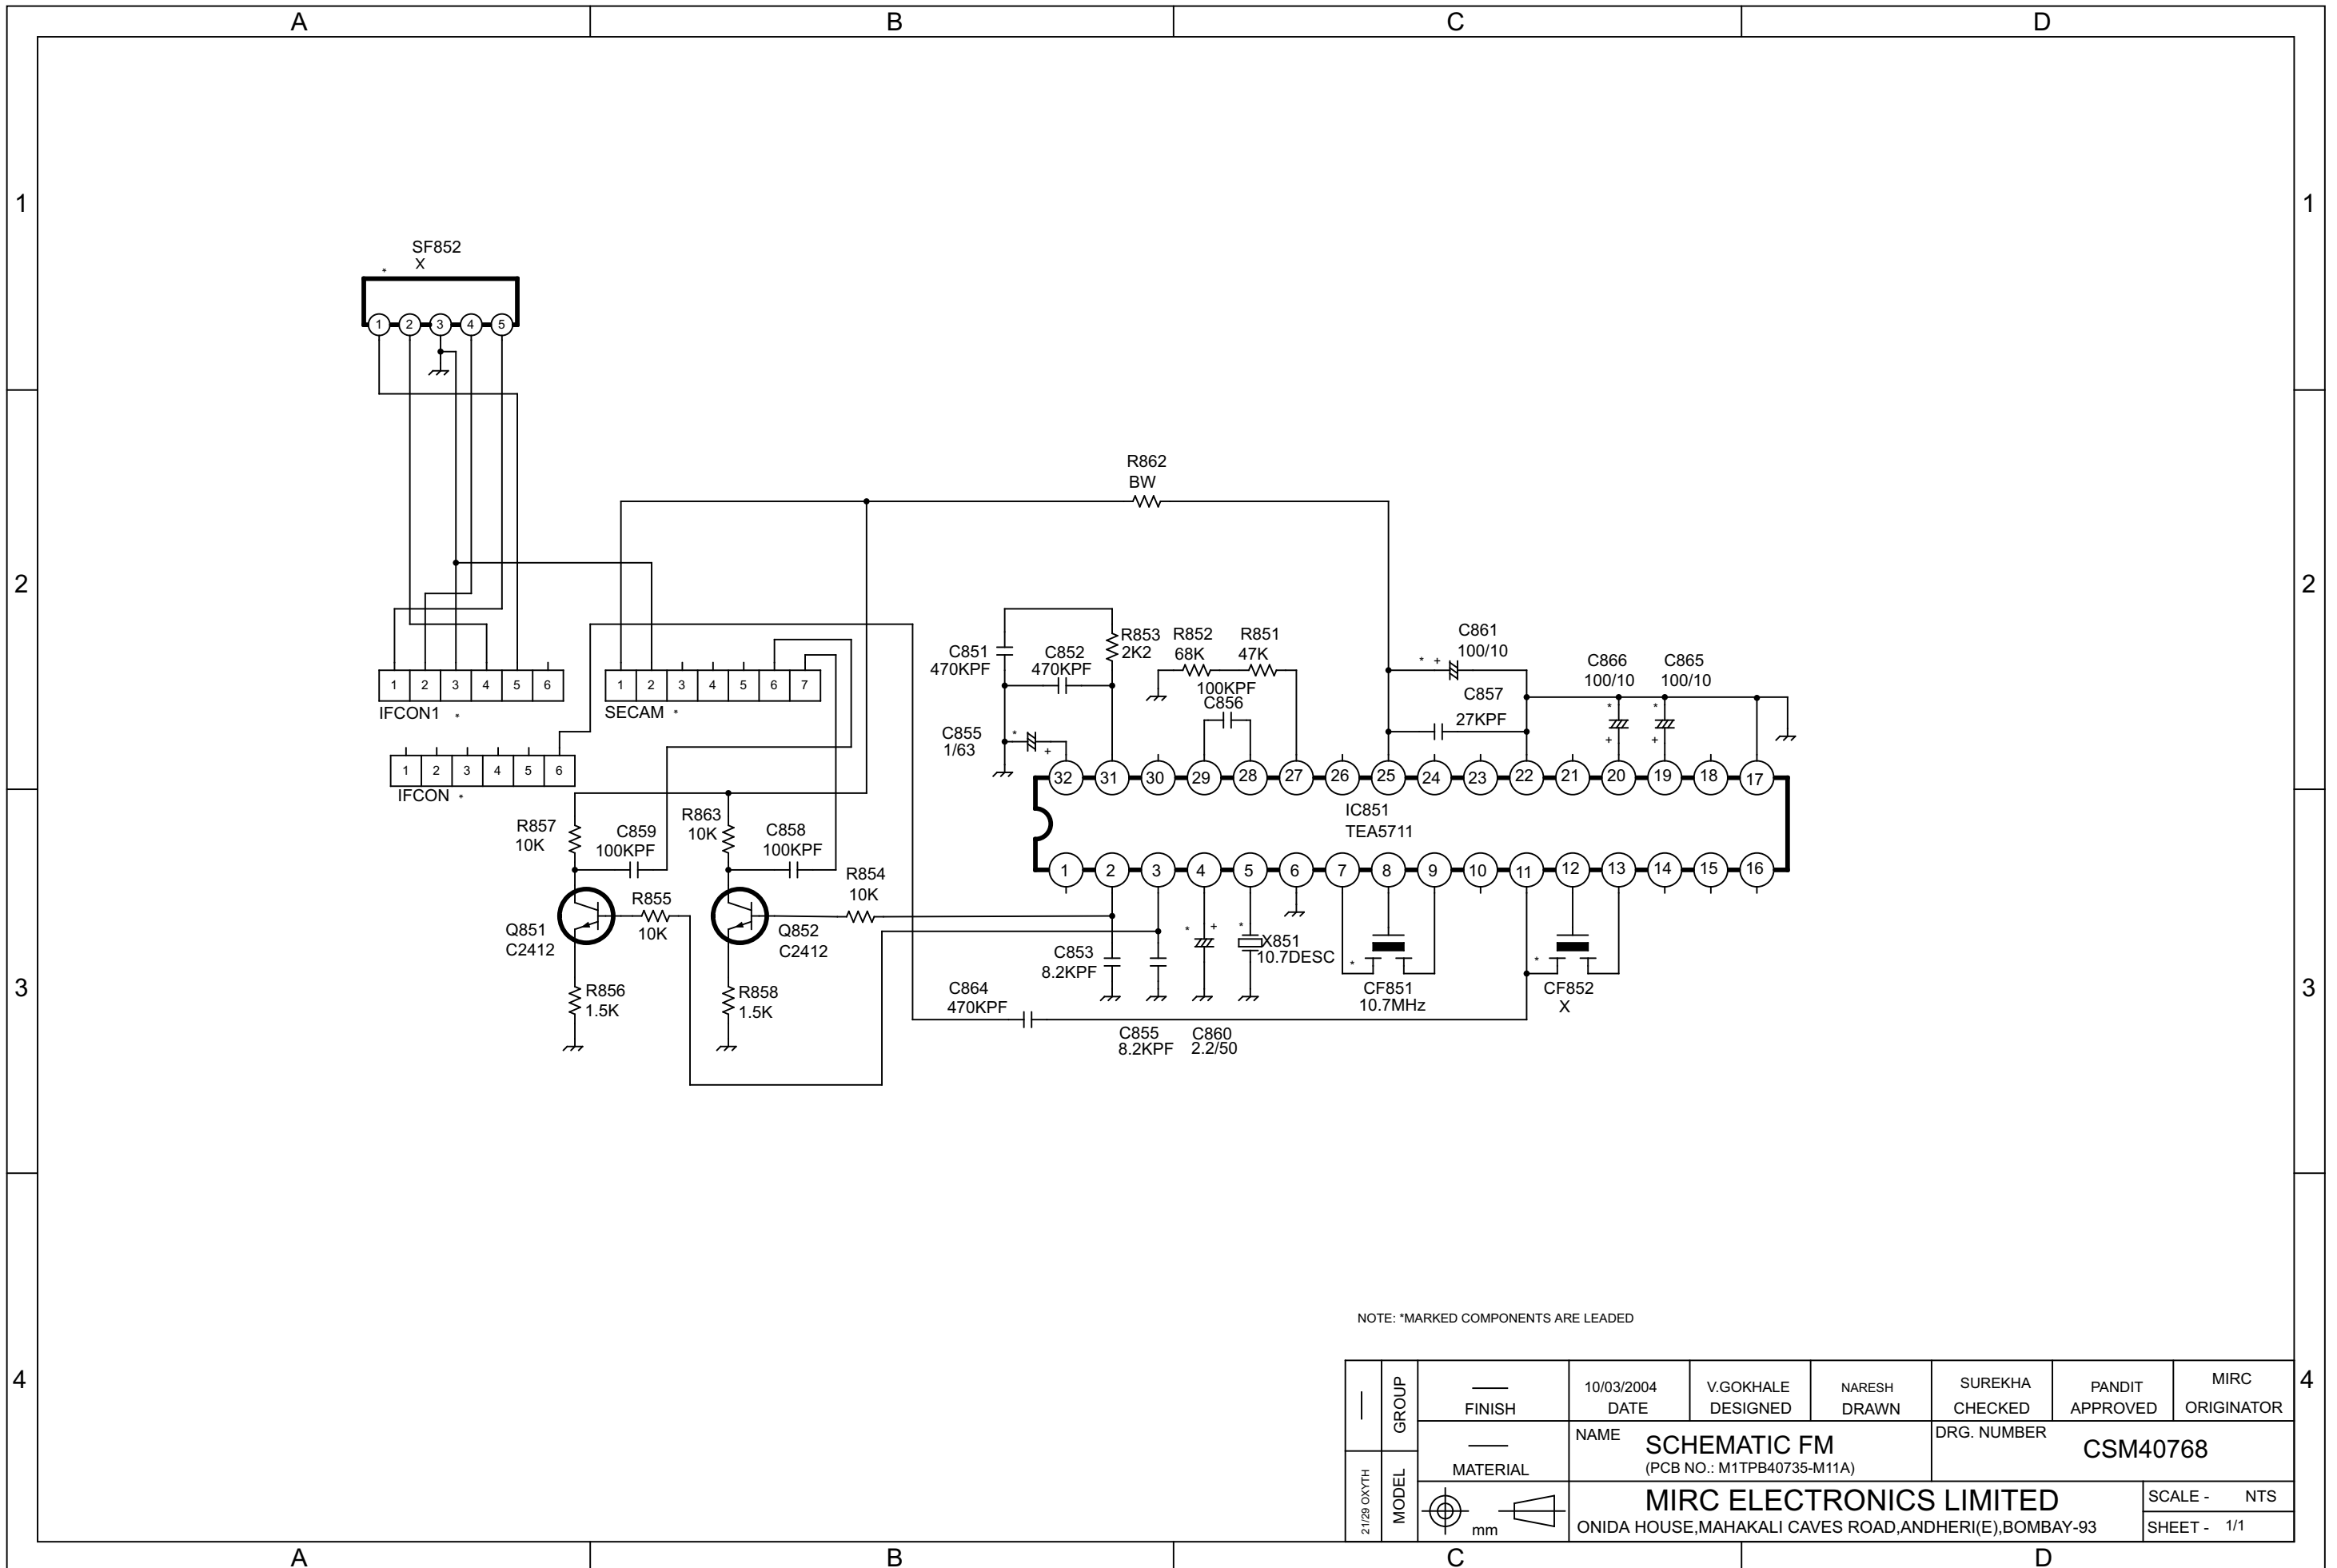 A B C D
1 1
SF852
X
*
1 2 3 4 5
R862
BW
2 2
C851
470KPF
C852
470KPF
R853
2K2
R852
68K
R851
47K
100KPF
C856
* +
C861
100/10
C857
27KPF
C866
100/10
C865
100/10
* *
+ +
1 2 3 4 5 6
IFCON1 *
1 2 3 4 5 6 7
SECAM *
C855
1/63
* +
1 2 3 4 5 6
IFCON *
32 31 30 29 28 27 26 25 24 23 22 21 20 19 18 17
IC851
TEA5711
1 2 3 4 5 6 7 8 9 10 11 12 13 14 15 16
R857
10K
C859
100KPF
R863
10K
C858
100KPF
R854
10K
R855
10K
Q851
C2412
Q852
C2412
R856
1.5K
R858
1.5K
C853
8.2KPF
* +
*
X851
10.7DESC
*
CF851
10.7MHz
*
CF852
X
3 3
C864
470KPF
C855
8.2KPF
C860
2.2/50
NOTE: *MARKED COMPONENTS ARE LEADED
4 4
GROUP
MODEL
21/29 OXYTH
FINISH
MATERIAL
mm
10/03/2004
DATE
V.GOKHALE
DESIGNED
NARESH
DRAWN
SUREKHA
CHECKED
PANDIT
APPROVED
MIRC
ORIGINATOR
NAME
SCHEMATIC FM
(PCB NO.: M1TPB40735-M11A)
DRG. NUMBER
CSM40768
MIRC ELECTRONICS LIMITED
ONIDA HOUSE,MAHAKALI CAVES ROAD,ANDHERI(E),BOMBAY-93
SCALE - NTS
SHEET - 1/1
A B C D